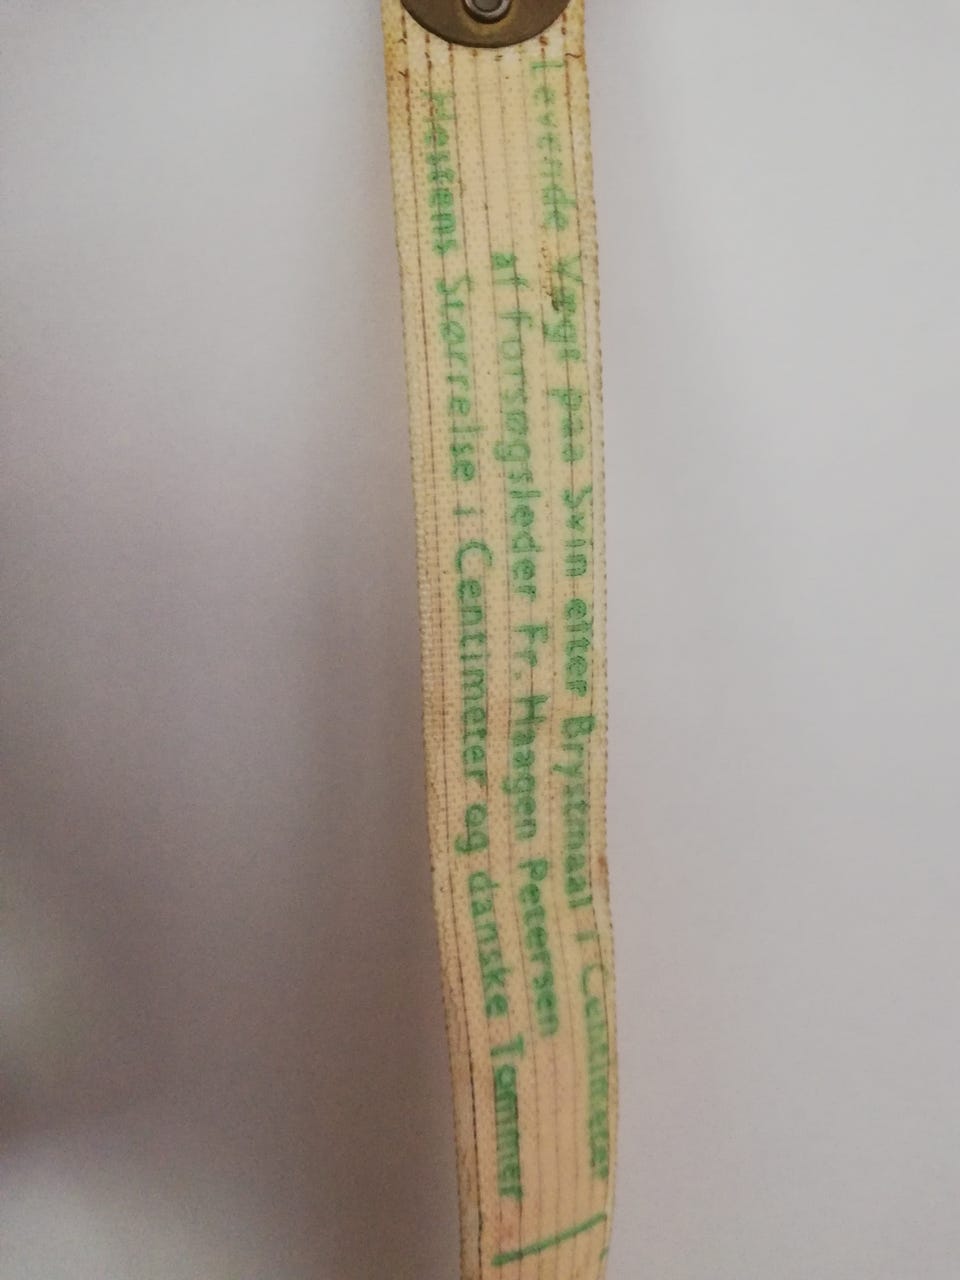 Levende Vægt paa Svin efter Brystmaal i Centimeter
af Forsøgsleder Fr. Haagen Petersen
Hestens Størrelse i Centimeter og danske Tommer